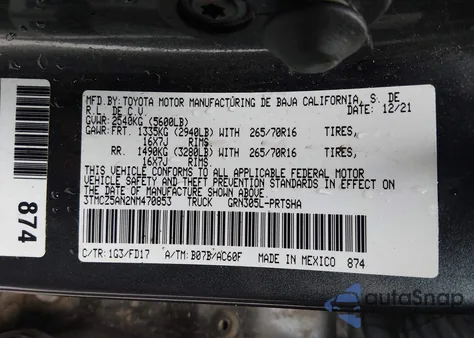 MFD.BY:TOYOTA MOTOR MANUFACTURING DE BAJA CALIFORNIA, S. DE
R.L. DE C.V. DATE: 12/21
GVWR:2540KG (5600LB)
GAWR:FRT. 1335KG (2940LB) WITH 265/70R16 TIRES,
16X7J RIMS,
RR. 1490KG (3280LB) WITH 265/70R16 TIRES,
16X7J RIMS.
THIS VEHICLE CONFORMS TO ALL APPLICABLE FEDERAL MOTOR
VEHICLE SAFETY AND THEFT PREVENTION STANDARDS IN EFFECT ON
THE DATE OF MANUFACTURE SHOWN ABOVE.
3TMCZ5AN2NM470853 TRUCK GRN305L-PRTSHA
C/TR:1G3/FD17 A/TM:B07B/AC60F MADE IN MEXICO 874
874
autoSnap